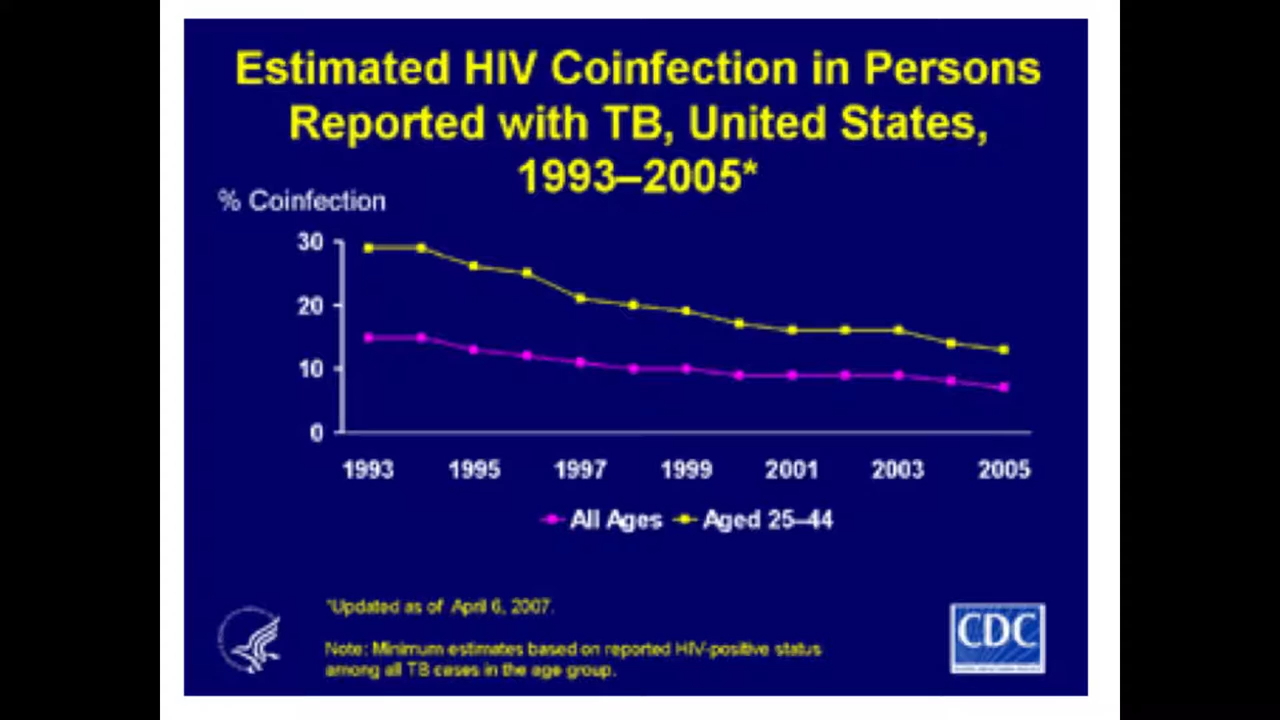 Estimated HIV Coinfection in Persons
Reported with TB, United States,
1993–2005*
% Coinfection
30
20
10
0
1993 1995 1997 1999 2001 2003 2005
All Ages Aged 25–44
*Updated as of April 6, 2007.
Note: Minimum estimates based on reported HIV-positive status
among all TB cases in the age group.
CDC